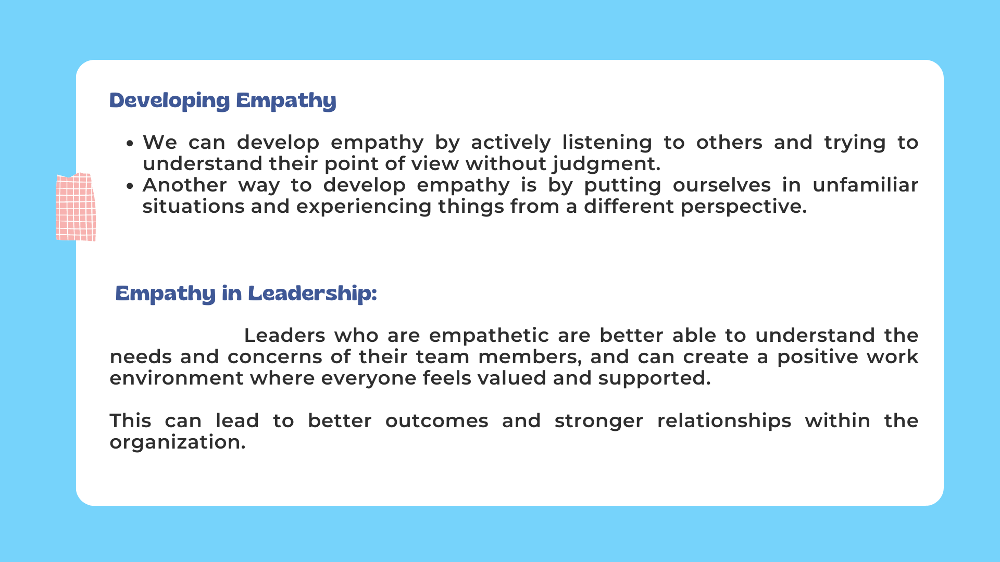 Developing Empathy
• We can develop empathy by actively listening to others and trying to
understand their point of view without judgment.
• Another way to develop empathy is by putting ourselves in unfamiliar
situations and experiencing things from a different perspective.
Empathy in Leadership:
Leaders who are empathetic are better able to understand the
needs and concerns of their team members, and can create a positive work
environment where everyone feels valued and supported.
This can lead to better outcomes and stronger relationships within the
organization.